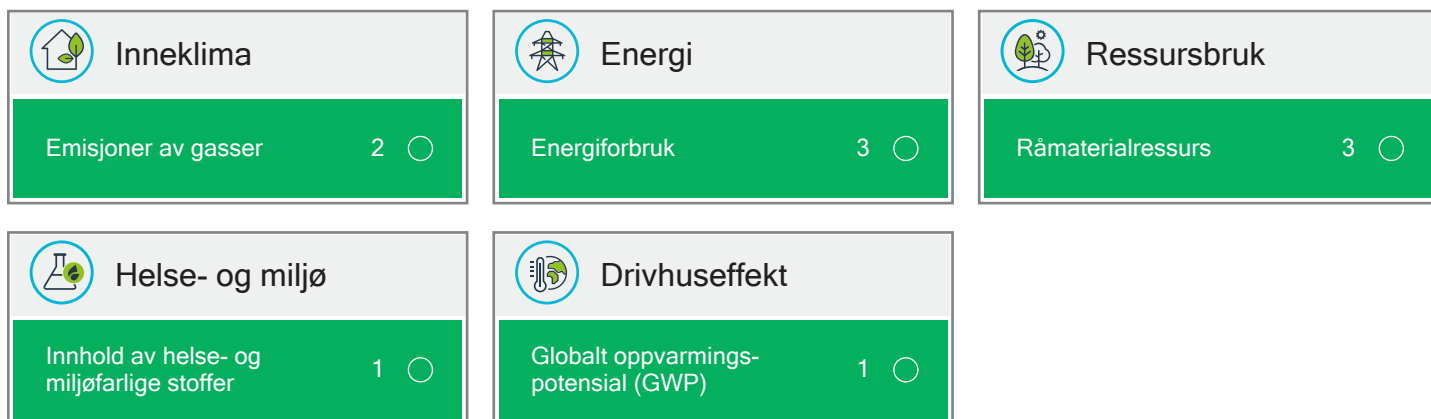 Inneklima
Emisjoner av gasser 2
Energi
Energiforbruk 3
Ressursbruk
Råmaterialressurs 3
Helse- og miljø
Innhold av helse- og
miljøfarlige stoffer 1
Drivhuseffekt
Globalt oppvarmings-
potensial (GWP) 1